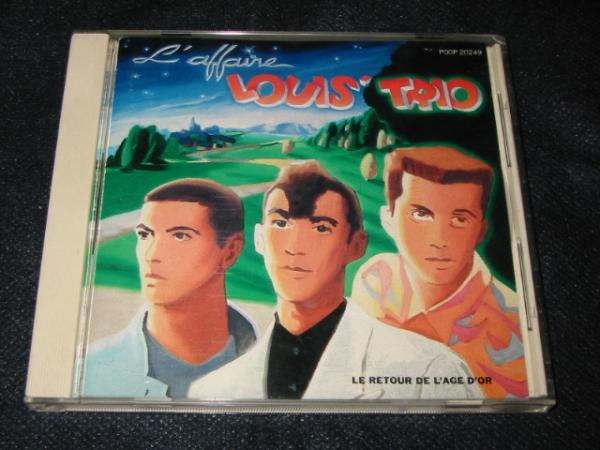 POOP 20249
L'affaire
LOUIS' TRIO
LE RETOUR DE L'AGE D'OR